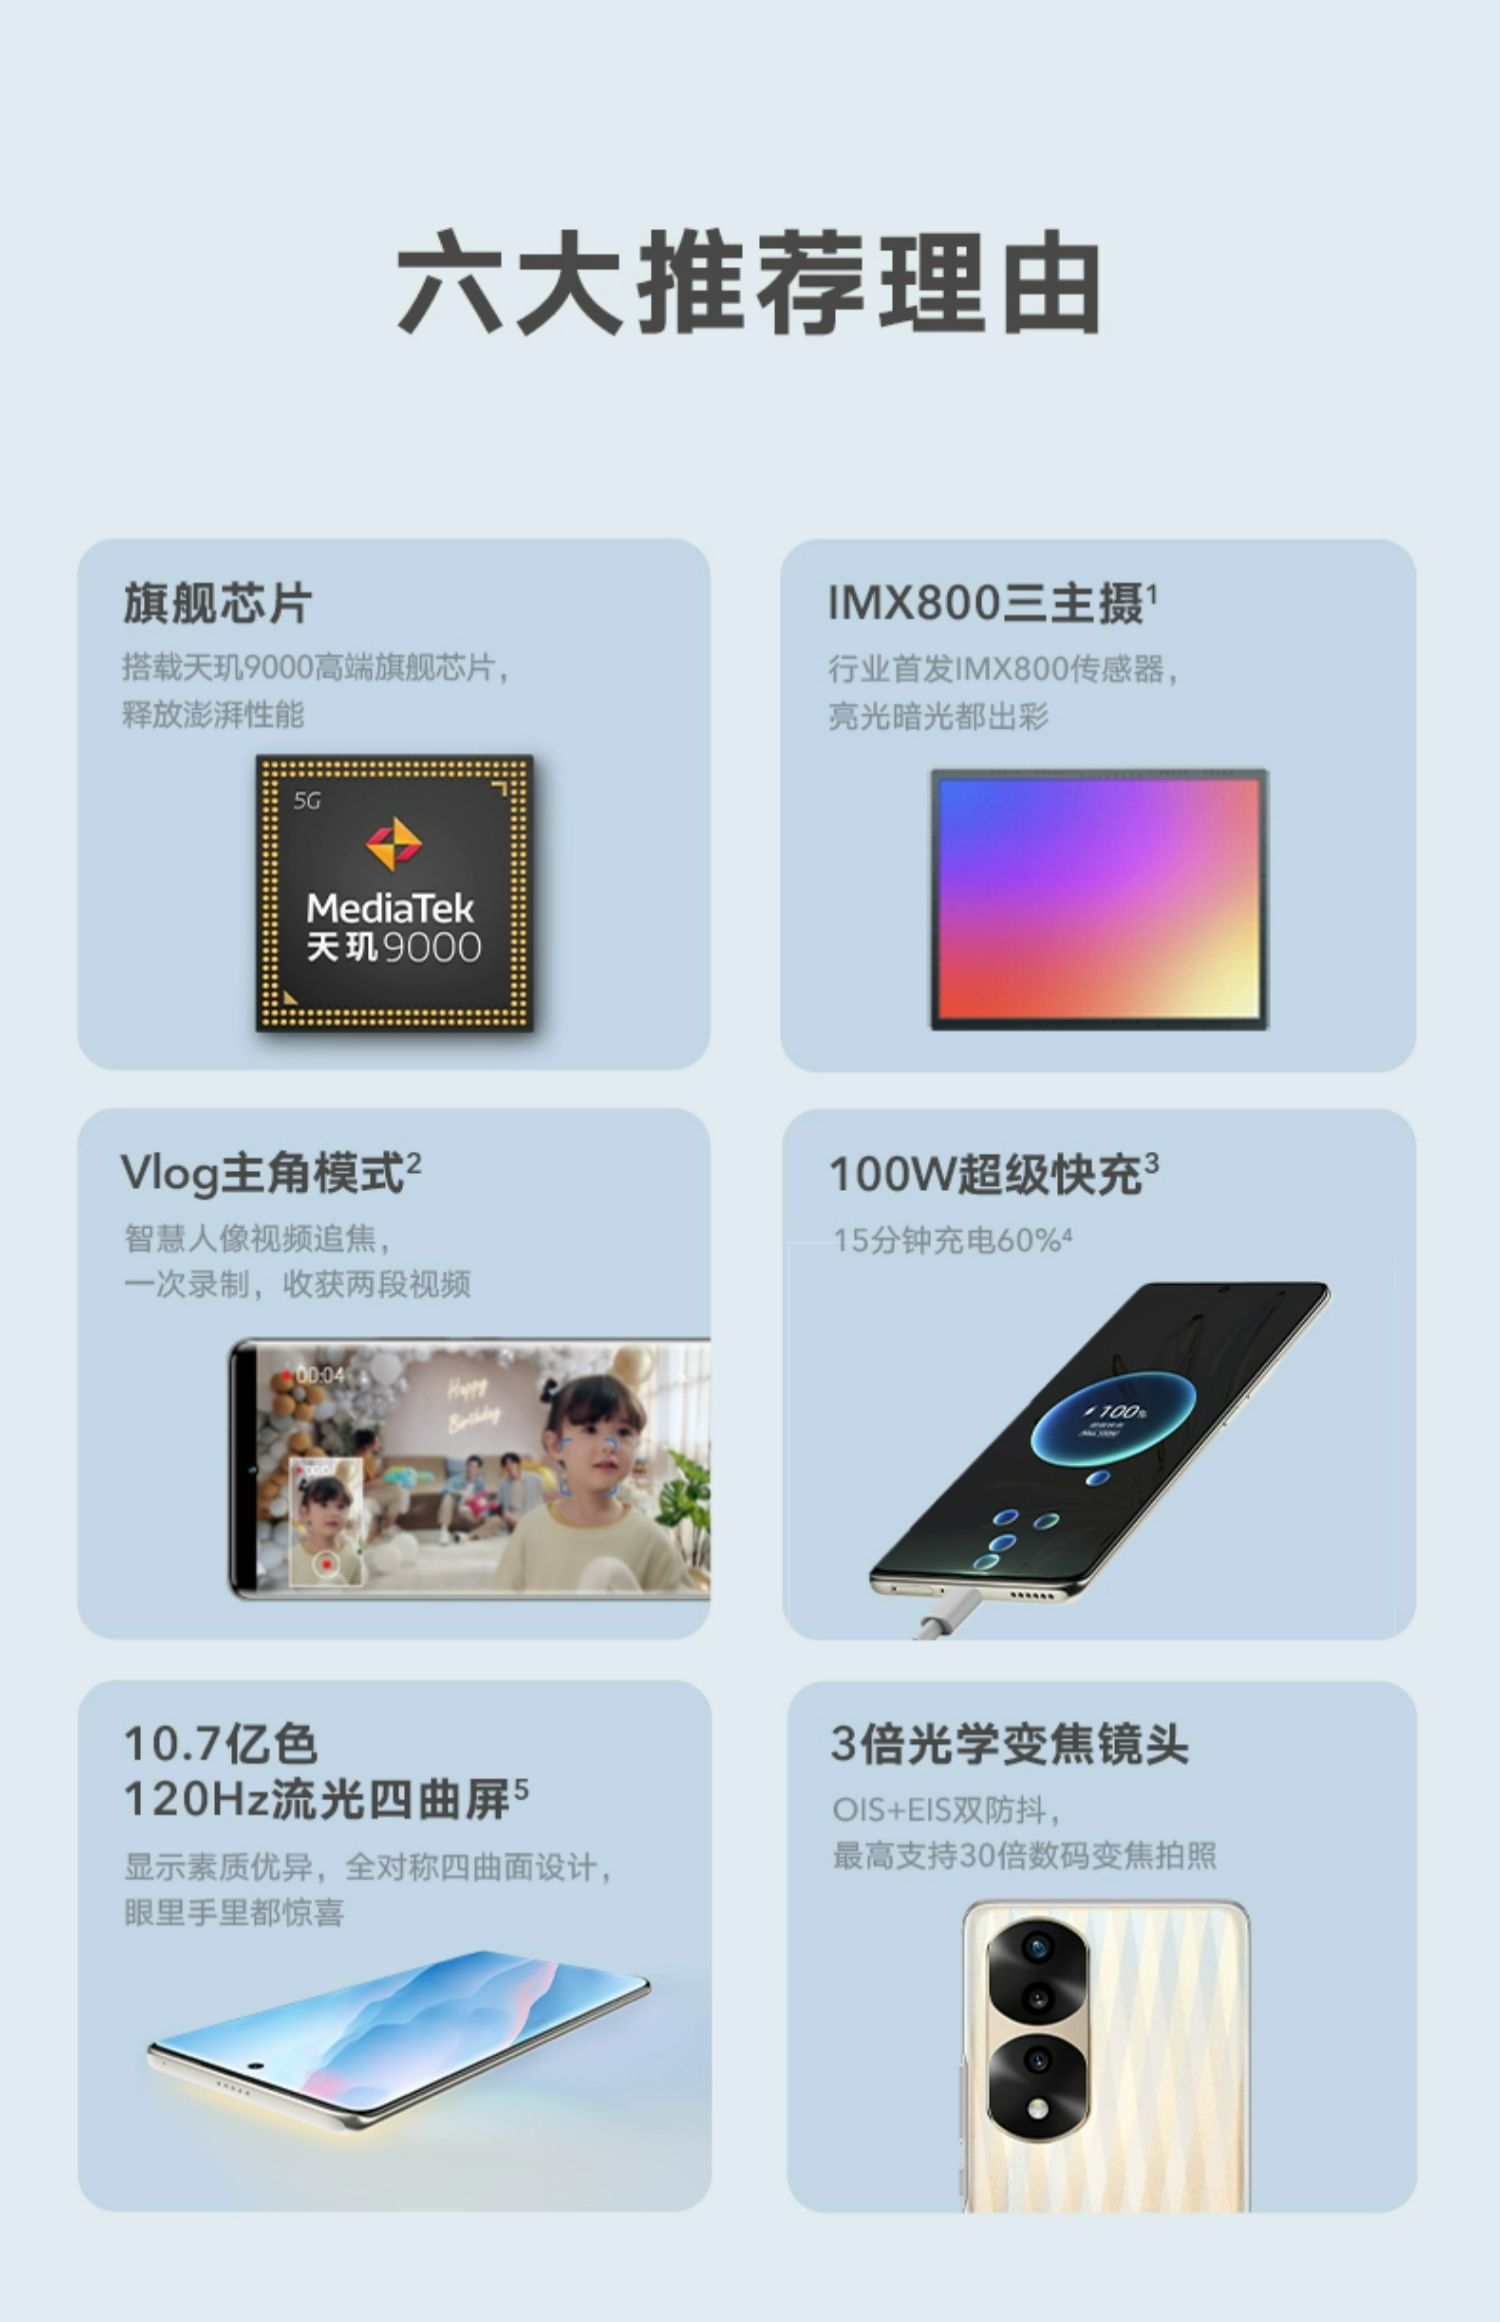 六大推荐理由
旗舰芯片
搭载天玑9000高端旗舰芯片，
释放澎湃性能
5G
MediaTek
天玑9000
IMX800三主摄¹
行业首发IMX800传感器，
亮光暗光都出彩
Vlog主角模式²
智慧人像视频追焦，
一次录制，收获两段视频
00:04
Happy
Birthday
100W超级快充³
15分钟充电60%⁴
100%
10.7亿色
120Hz流光四曲屏⁵
显示素质优异，全对称四曲面设计，
眼里手里都惊喜
3倍光学变焦镜头
OIS+EIS双防抖，
最高支持30倍数码变焦拍照